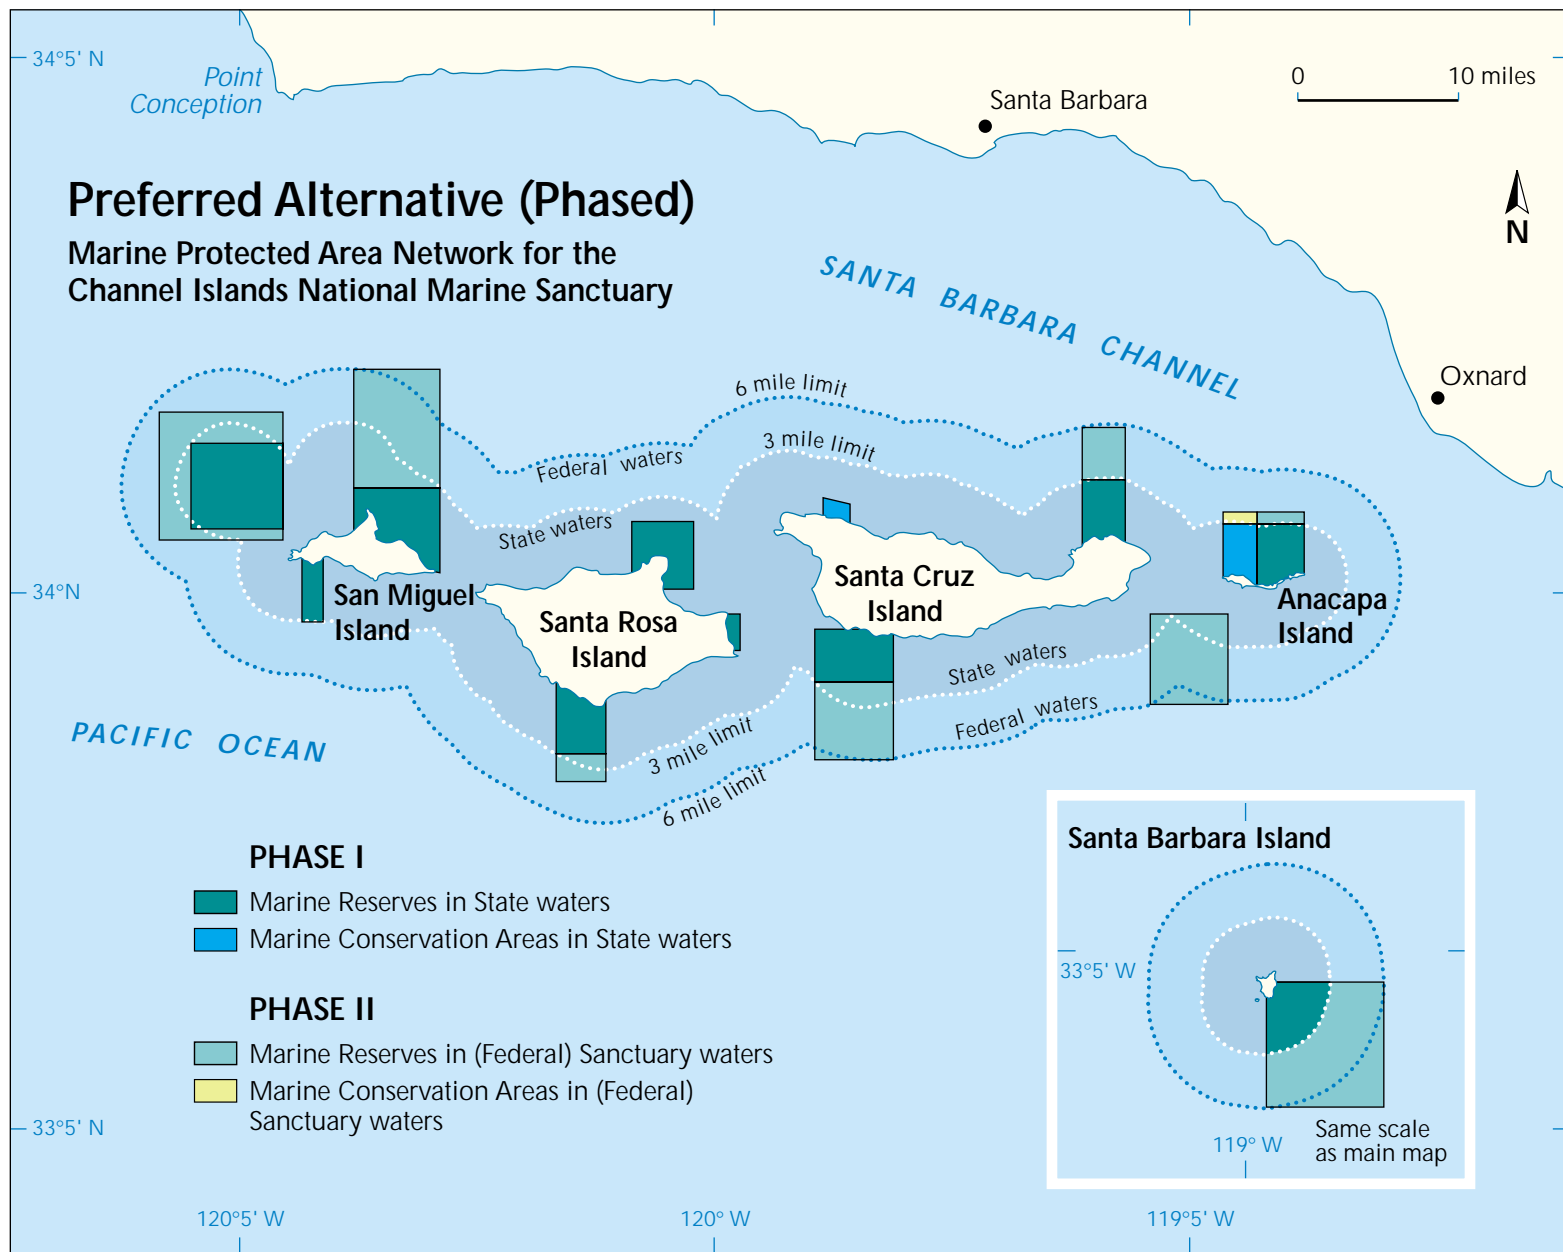 34°5' N
Point
Conception
Santa Barbara
0 10 miles
N
Preferred Alternative (Phased)
Marine Protected Area Network for the
Channel Islands National Marine Sanctuary
SANTA BARBARA CHANNEL
Oxnard
6 mile limit
3 mile limit
Federal waters
State waters
34°N
San Miguel
Island
Santa Rosa
Island
Santa Cruz
Island
Anacapa
Island
State waters
Federal waters
3 mile limit
6 mile limit
PACIFIC OCEAN
PHASE I
Marine Reserves in State waters
Marine Conservation Areas in State waters
PHASE II
Marine Reserves in (Federal) Sanctuary waters
Marine Conservation Areas in (Federal)
Sanctuary waters
Santa Barbara Island
33°5' W
119° W
Same scale
as main map
33°5' N
120°5' W
120° W
119°5' W